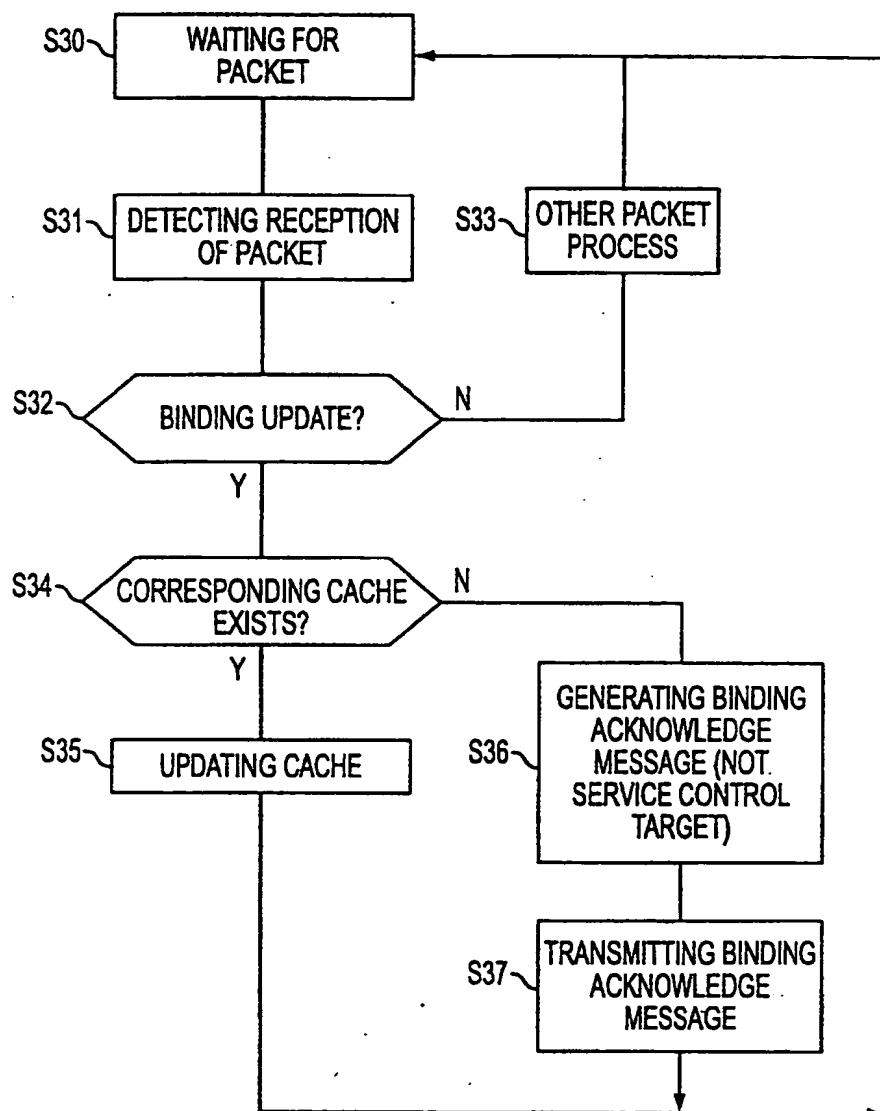 S30
WAITING FOR
PACKET
S31
DETECTING RECEPTION
OF PACKET
S33
OTHER PACKET
PROCESS
S32
BINDING UPDATE?
N
Y
S34
CORRESPONDING CACHE
EXISTS?
N
Y
S35
UPDATING CACHE
S36
GENERATING BINDING
ACKNOWLEDGE
MESSAGE (NOT
SERVICE CONTROL
TARGET)
S37
TRANSMITTING BINDING
ACKNOWLEDGE
MESSAGE